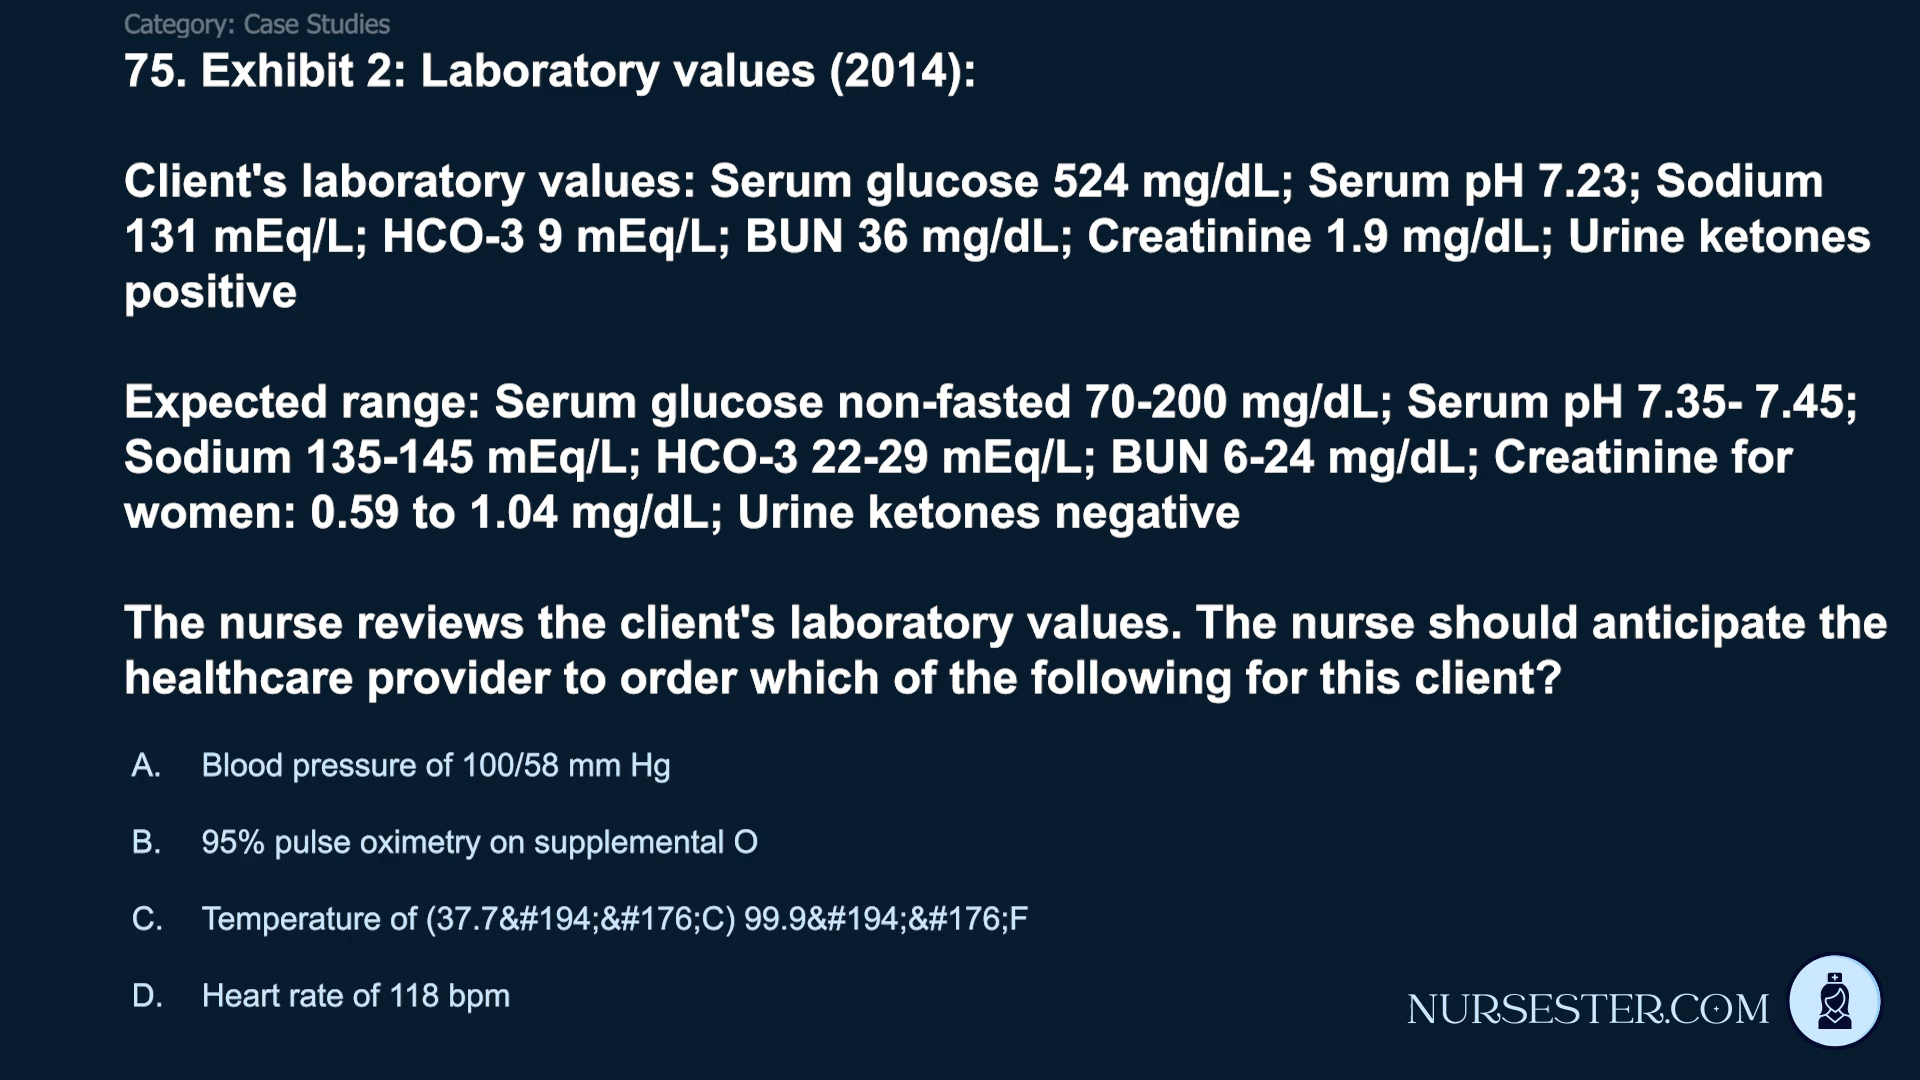 Category: Case Studies
75. Exhibit 2: Laboratory values (2014):
Client's laboratory values: Serum glucose 524 mg/dL; Serum pH 7.23; Sodium
131 mEq/L; HCO-3 9 mEq/L; BUN 36 mg/dL; Creatinine 1.9 mg/dL; Urine ketones
positive
Expected range: Serum glucose non-fasted 70-200 mg/dL; Serum pH 7.35- 7.45;
Sodium 135-145 mEq/L; HCO-3 22-29 mEq/L; BUN 6-24 mg/dL; Creatinine for
women: 0.59 to 1.04 mg/dL; Urine ketones negative
The nurse reviews the client's laboratory values. The nurse should anticipate the
healthcare provider to order which of the following for this client?
A. Blood pressure of 100/58 mm Hg
B. 95% pulse oximetry on supplemental O
C. Temperature of (37.7&#194;&#176;C) 99.9&#194;&#176;F
D. Heart rate of 118 bpm
NURSESTER.COM